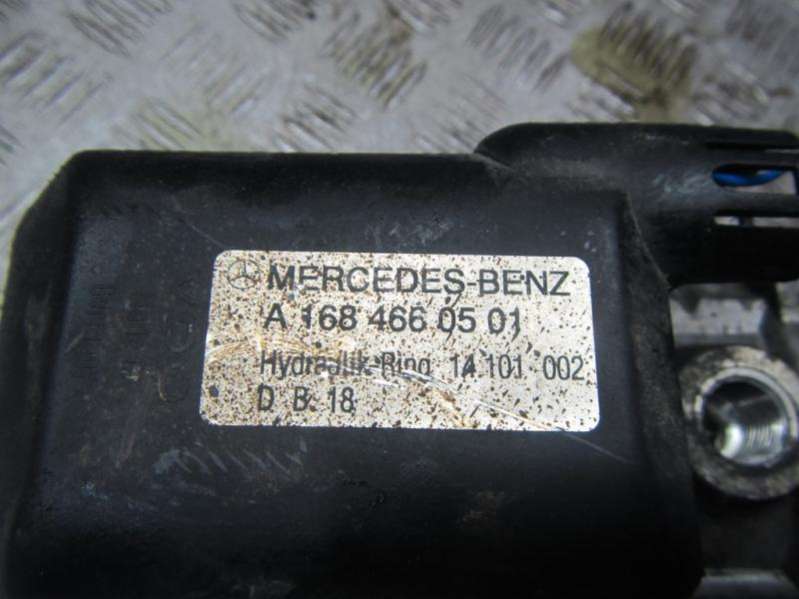 MERCEDES-BENZ
A 168 466 05 01
Hydraulik-Ring 14 101 002
D B 18